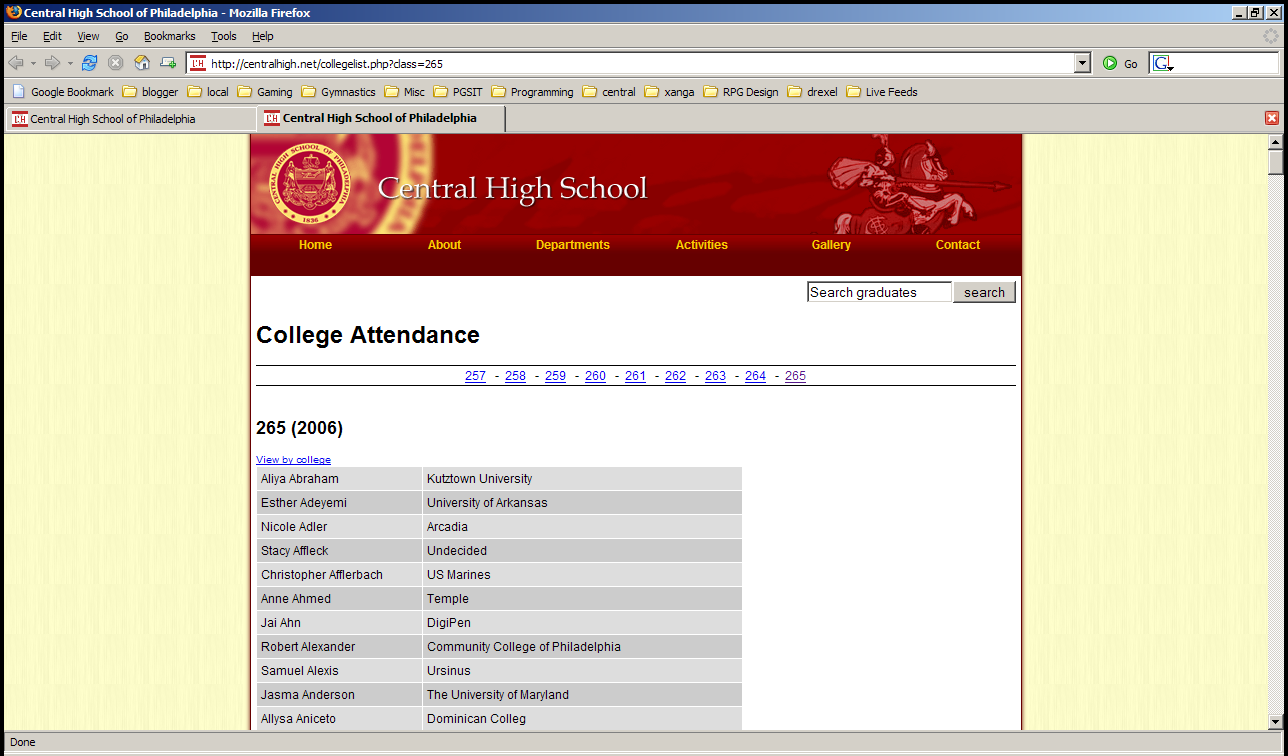 Central High School of Philadelphia - Mozilla Firefox
File Edit View Go Bookmarks Tools Help
http://centralhigh.net/collegelist.php?class=265 Go G
Google Bookmark blogger local Gaming Gymnastics Misc PGSIT Programming central xanga RPG Design drexel Live Feeds
Central High School of Philadelphia Central High School of Philadelphia
CENTRAL HIGH SCHOOL OF PHILADELPHIA
1836
Central High School
Home About Departments Activities Gallery Contact
Search graduates search
College Attendance
257 - 258 - 259 - 260 - 261 - 262 - 263 - 264 - 265
265 (2006)
View by college
Aliya Abraham Kutztown University
Esther Adeyemi University of Arkansas
Nicole Adler Arcadia
Stacy Affleck Undecided
Christopher Afflerbach US Marines
Anne Ahmed Temple
Jai Ahn DigiPen
Robert Alexander Community College of Philadelphia
Samuel Alexis Ursinus
Jasma Anderson The University of Maryland
Allysa Aniceto Dominican Colleg
Done